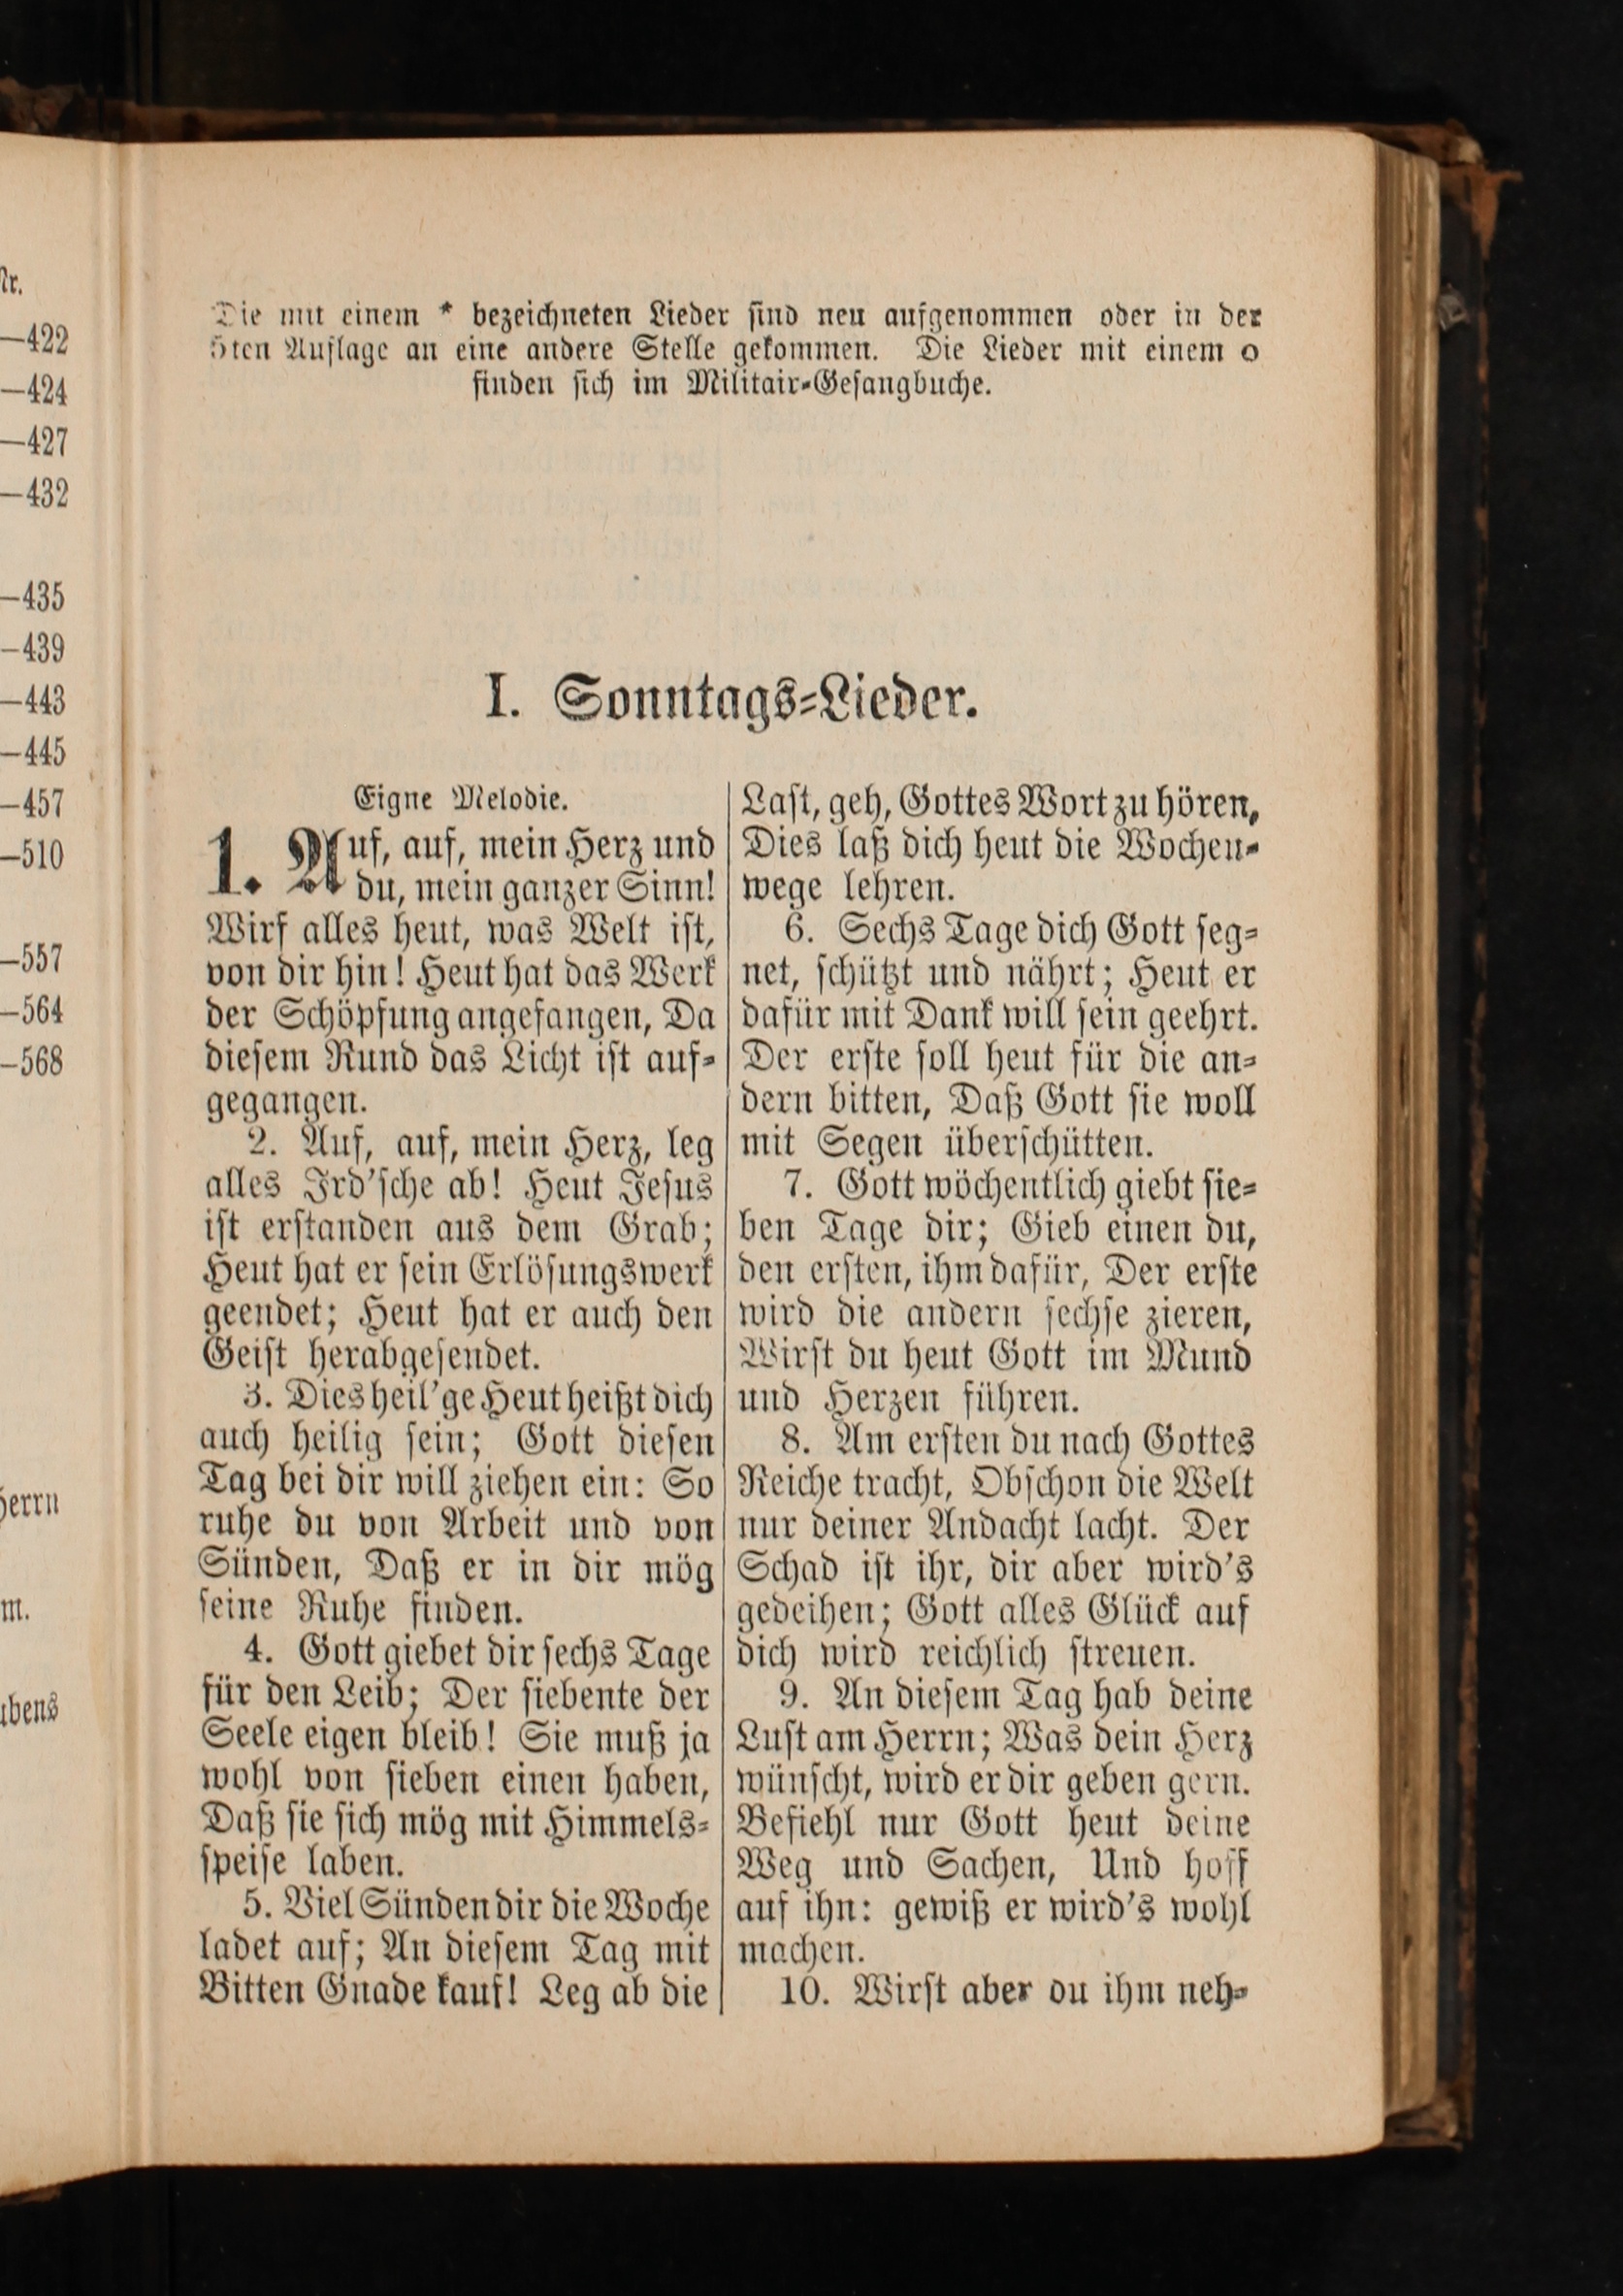 Nr.
—422
—424
—427
—432
—435
—439
—443
—445
—457
—510
—557
—564
—568
Herrn
m.
ubens
Die mit einem * bezeichneten Lieder sind neu aufgenommen oder in der
5ten Auflage an eine andere Stelle gekommen. Die Lieder mit einem o
finden sich im Militair-Gesangbuche.
I. Sonntags-Lieder.
Eigne Melodie.
1. Auf, auf, mein Herz und
du, mein ganzer Sinn!
Wirf alles heut, was Welt ist,
von dir hin! Heut hat das Werk
der Schöpfung angefangen, Da
diesem Rund das Licht ist auf-
gegangen.
2. Auf, auf, mein Herz, leg
alles Ird'sche ab! Heut Jesus
ist erstanden aus dem Grab;
Heut hat er sein Erlösungswerk
geendet; Heut hat er auch den
Geist herabgesendet.
3. Dies heil'ge Heut heißt dich
auch heilig sein; Gott diesen
Tag bei dir will ziehen ein: So
ruhe du von Arbeit und von
Sünden, Daß er in dir mög
seine Ruhe finden.
4. Gott giebet dir sechs Tage
für den Leib; Der siebente der
Seele eigen bleib! Sie muß ja
wohl von sieben einen haben,
Daß sie sich mög mit Himmels-
speise laben.
5. Viel Sünden dir die Woche
ladet auf; An diesem Tag mit
Bitten Gnade kauf! Leg ab die
Last, geh, Gottes Wort zu hören,
Dies laß dich heut die Wochen-
wege lehren.
6. Sechs Tage dich Gott seg-
net, schützt und nährt; Heut er
dafür mit Dank will sein geehrt.
Der erste soll heut für die an-
dern bitten, Daß Gott sie woll
mit Segen überschütten.
7. Gott wöchentlich giebt sie-
ben Tage dir; Gieb einen du,
den ersten, ihm dafür, Der erste
wird die andern sechse zieren,
Wirst du heut Gott im Mund
und Herzen führen.
8. Am ersten du nach Gottes
Reiche tracht, Obschon die Welt
nur deiner Andacht lacht. Der
Schad ist ihr, dir aber wird's
gedeihen; Gott alles Glück auf
dich wird reichlich streuen.
9. An diesem Tag hab deine
Lust am Herrn; Was dein Herz
wünscht, wird er dir geben gern.
Befiehl nur Gott heut deine
Weg und Sachen, Und hoff
auf ihn: gewiß er wird's wohl
machen.
10. Wirst aber du ihm neh-